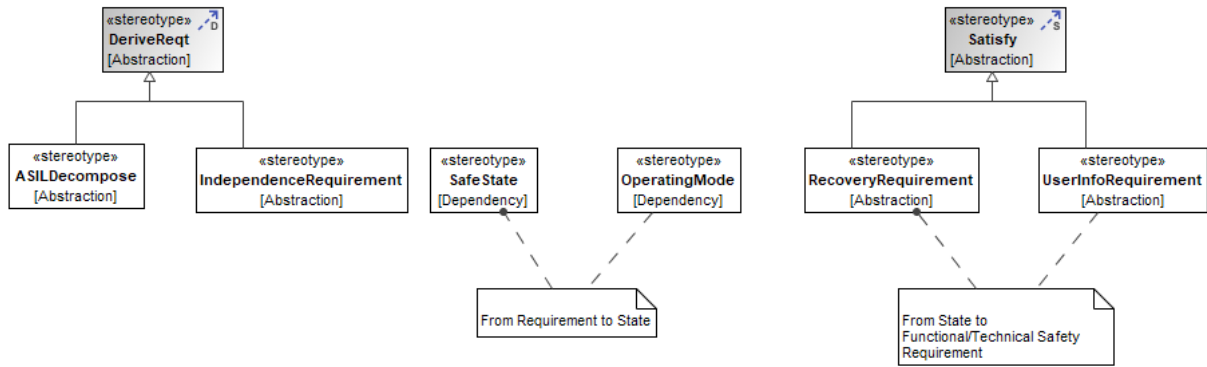 «stereotype»
DeriveReqt
[Abstraction]
D
«stereotype»
Satisfy
[Abstraction]
S
«stereotype»
ASILDecompose
[Abstraction]
«stereotype»
IndependenceRequirement
[Abstraction]
«stereotype»
SafeState
[Dependency]
«stereotype»
OperatingMode
[Dependency]
«stereotype»
RecoveryRequirement
[Abstraction]
«stereotype»
UserInfoRequirement
[Abstraction]
From Requirement to State
From State to
Functional/Technical Safety
Requirement